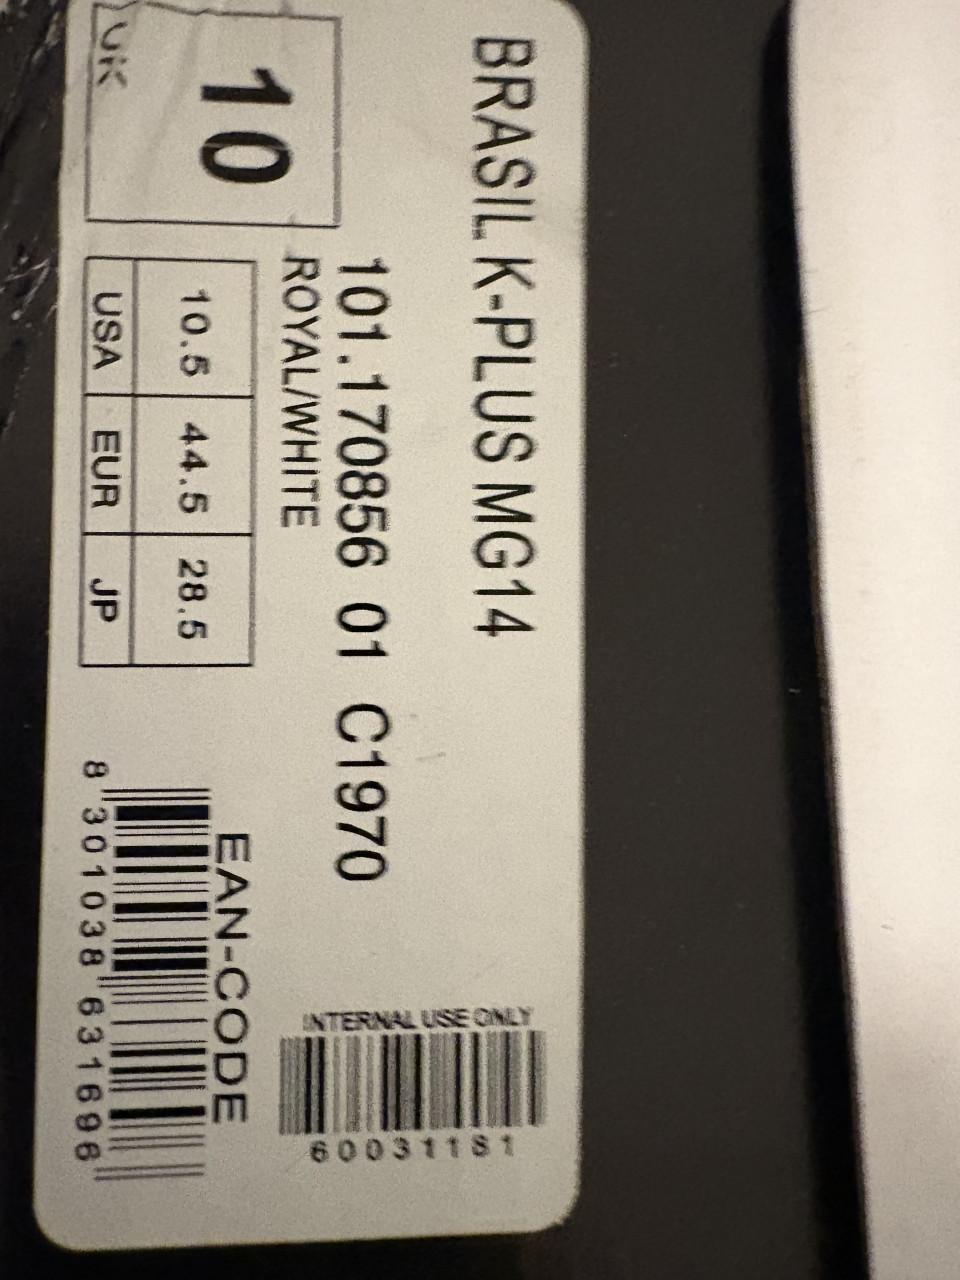 BRASIL K-PLUS MG14
10
UK
101.170856 01 C1970
ROYAL/WHITE
10.5 44.5 28.5
USA EUR JP
INTERNAL USE ONLY
60031181
EAN-CODE
8 301038 631696